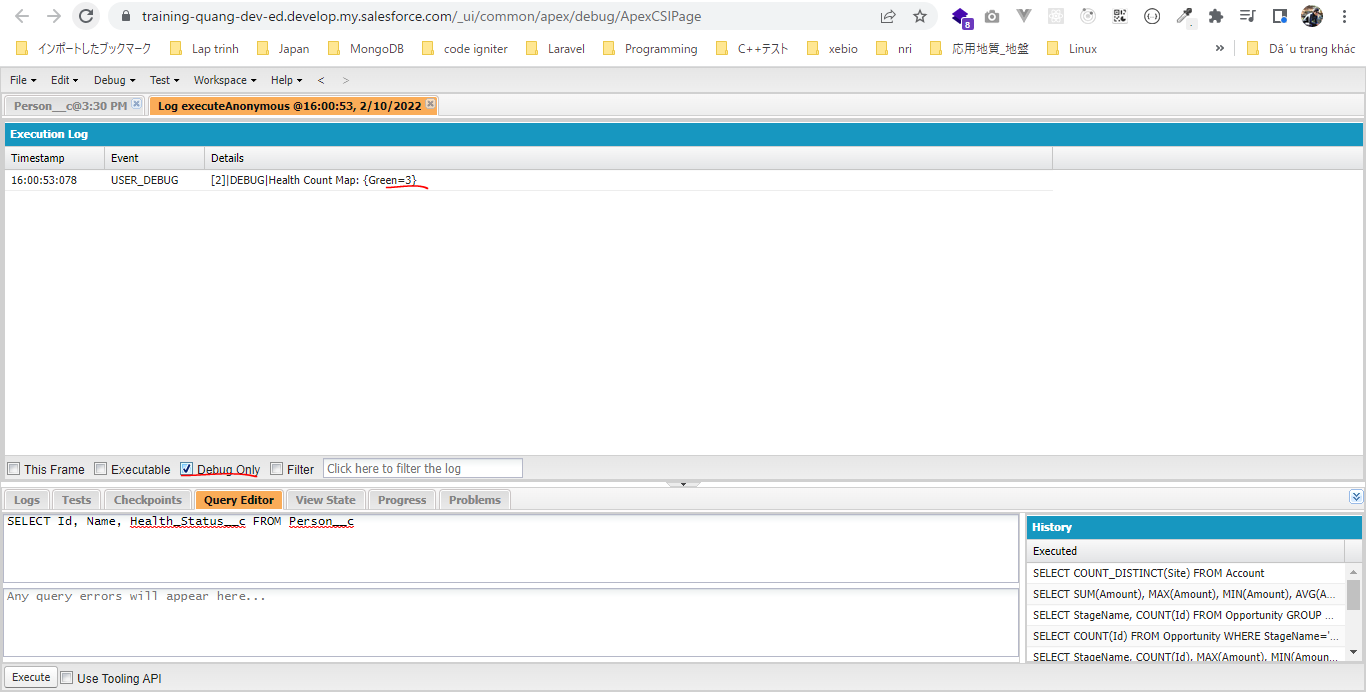 training-quang-dev-ed.develop.my.salesforce.com/_ui/common/apex/debug/ApexCSIPage
8
インポートしたブックマーク Lap trinh Japan MongoDB code igniter Laravel Programming C++テスト xebio nri 応用地質_地盤 Linux » Dấu trang khác
File Edit Debug Test Workspace Help < >
Person__c@3:30 PM Log executeAnonymous @16:00:53, 2/10/2022
Execution Log
Timestamp Event Details
16:00:53:078 USER_DEBUG [2]|DEBUG|Health Count Map: {Green=3}
This Frame Executable Debug Only Filter Click here to filter the log
Logs Tests Checkpoints Query Editor View State Progress Problems
SELECT Id, Name, Health_Status__c FROM Person__c
Any query errors will appear here...
History
Executed
SELECT COUNT_DISTINCT(Site) FROM Account
SELECT SUM(Amount), MAX(Amount), MIN(Amount), AVG(A...
SELECT StageName, COUNT(Id) FROM Opportunity GROUP ...
SELECT COUNT(Id) FROM Opportunity WHERE StageName='...
SELECT StageName, COUNT(Id), MAX(Amount), MIN(Amoun...
Execute Use Tooling API